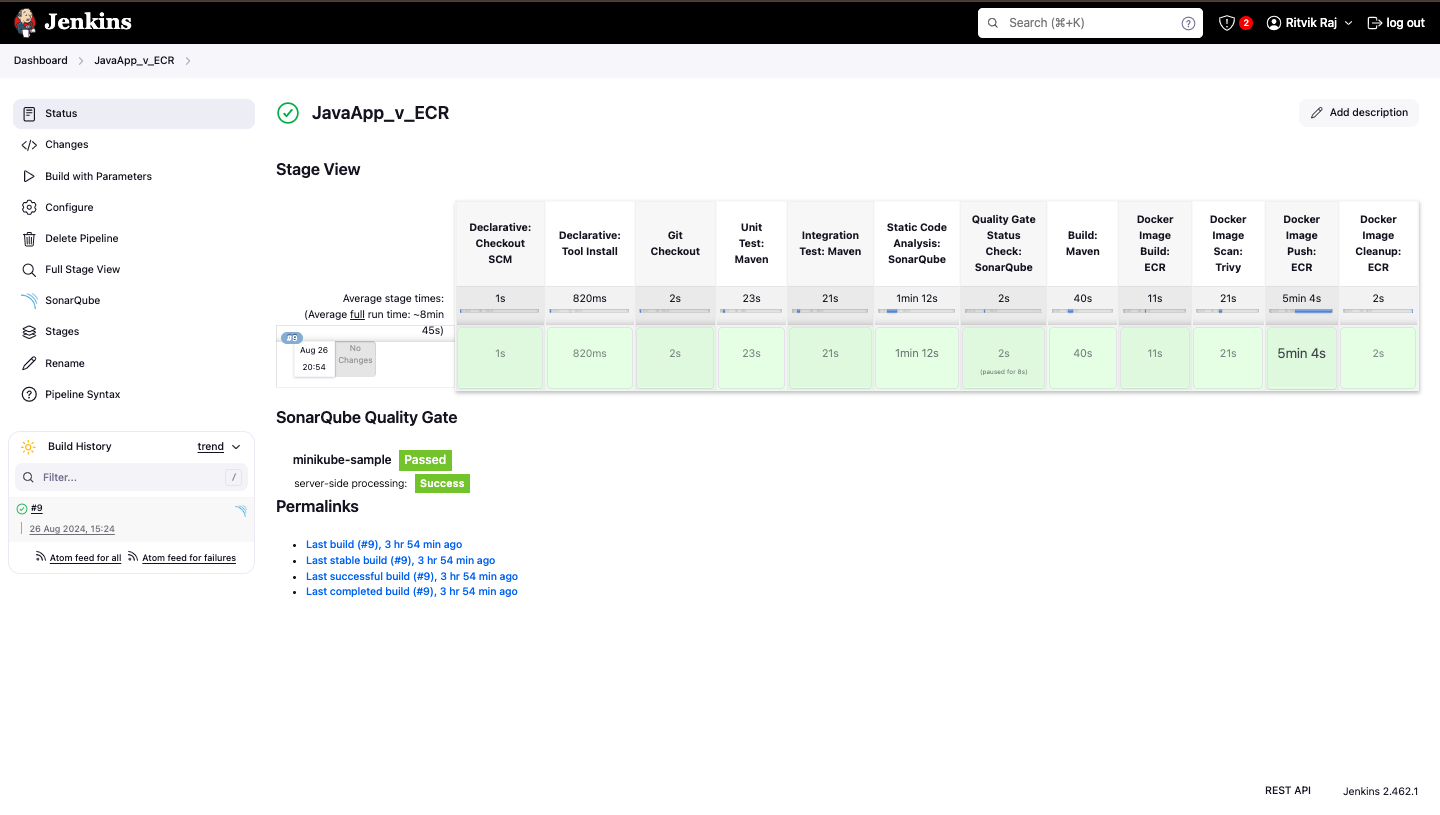 Jenkins
Search (⌘+K)
2
Ritvik Raj
log out
Dashboard
JavaApp_v_ECR
Status
Changes
Build with Parameters
Configure
Delete Pipeline
Full Stage View
SonarQube
Stages
Rename
Pipeline Syntax
Build History
trend
Filter...
/
#9
26 Aug 2024, 15:24
Atom feed for all
Atom feed for failures
JavaApp_v_ECR
Add description
Stage View
Declarative:
Checkout
SCM
Declarative:
Tool Install
Git
Checkout
Unit
Test:
Maven
Integration
Test: Maven
Static Code
Analysis:
SonarQube
Quality Gate
Status
Check:
SonarQube
Build:
Maven
Docker
Image
Build:
ECR
Docker
Image
Scan:
Trivy
Docker
Image
Push:
ECR
Docker
Image
Cleanup:
ECR
Average stage times:
(Average full run time: ~8min
45s)
1s
820ms
2s
23s
21s
1min 12s
2s
40s
11s
21s
5min 4s
2s
#9
Aug 26
20:54
No
Changes
1s
820ms
2s
23s
21s
1min 12s
2s
(paused for 8s)
40s
11s
21s
5min 4s
2s
SonarQube Quality Gate
minikube-sample Passed
server-side processing: Success
Permalinks
Last build (#9), 3 hr 54 min ago
Last stable build (#9), 3 hr 54 min ago
Last successful build (#9), 3 hr 54 min ago
Last completed build (#9), 3 hr 54 min ago
REST API
Jenkins 2.462.1